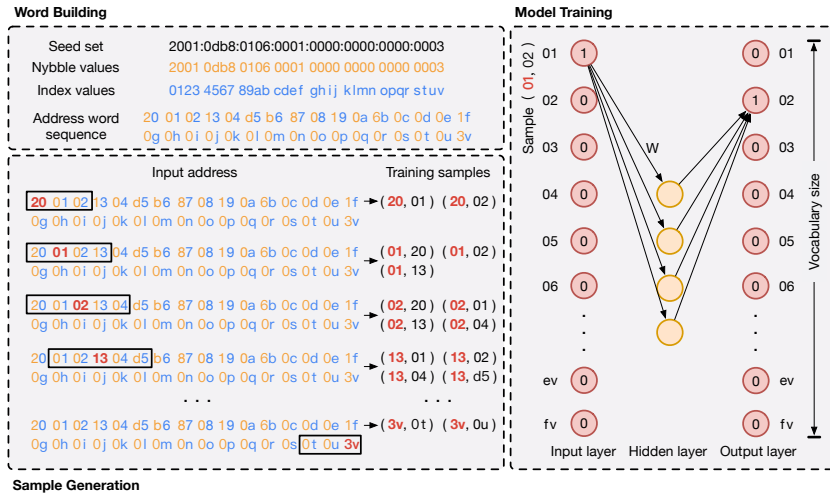 Word Building
Seed set 2001:0db8:0106:0001:0000:0000:0000:0003
Nybble values 2001 0db8 0106 0001 0000 0000 0000 0003
Index values 0123 4567 89ab cdef ghij klmn opqr stuv
Address word sequence
20 01 02 13 04 d5 b6 87 08 19 0a 6b 0c 0d 0e 1f
0g 0h 0i 0j 0k 0l 0m 0n 0o 0p 0q 0r 0s 0t 0u 3v
Input address Training samples
20 01 02 13 04 d5 b6 87 08 19 0a 6b 0c 0d 0e 1f (20, 01) (20, 02)
0g 0h 0i 0j 0k 0l 0m 0n 0o 0p 0q 0r 0s 0t 0u 3v
20 01 02 13 04 d5 b6 87 08 19 0a 6b 0c 0d 0e 1f (01, 20) (01, 02)
0g 0h 0i 0j 0k 0l 0m 0n 0o 0p 0q 0r 0s 0t 0u 3v (01, 13)
20 01 02 13 04 d5 b6 87 08 19 0a 6b 0c 0d 0e 1f (02, 20) (02, 01)
0g 0h 0i 0j 0k 0l 0m 0n 0o 0p 0q 0r 0s 0t 0u 3v (02, 13) (02, 04)
20 01 02 13 04 d5 b6 87 08 19 0a 6b 0c 0d 0e 1f (13, 01) (13, 02)
0g 0h 0i 0j 0k 0l 0m 0n 0o 0p 0q 0r 0s 0t 0u 3v (13, 04) (13, d5)
... ...
20 01 02 13 04 d5 b6 87 08 19 0a 6b 0c 0d 0e 1f (3v, 0t) (3v, 0u)
0g 0h 0i 0j 0k 0l 0m 0n 0o 0p 0q 0r 0s 0t 0u 3v
Sample Generation
Model Training
Sample (01, 02)
01 1 0 01
02 0 1 02
W
03 0 0 03
04 0 0 04
05 0 0 05
06 0 0 06
ev 0 0 ev
fv 0 0 fv
Vocabulary size
Input layer Hidden layer Output layer